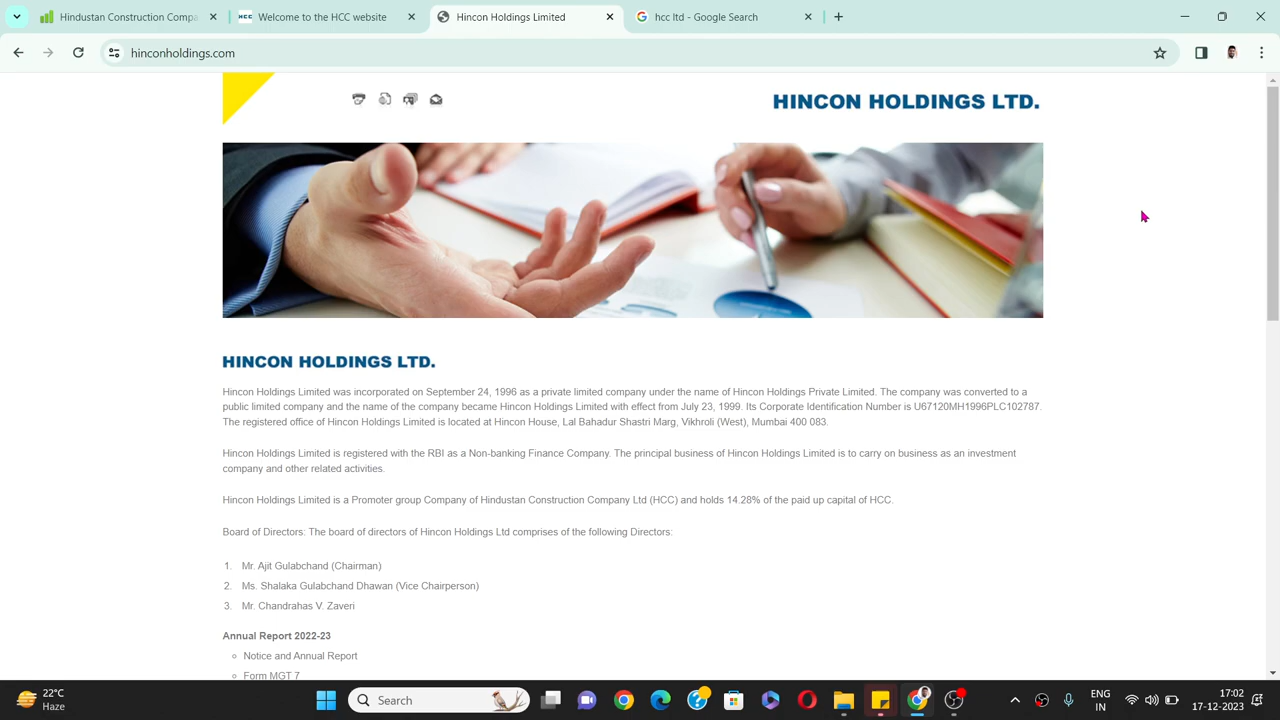 Hindustan Construction Compa
Welcome to the HCC website
Hincon Holdings Limited
hcc ltd - Google Search
hinconholdings.com
HINCON HOLDINGS LTD.
HINCON HOLDINGS LTD.
Hincon Holdings Limited was incorporated on September 24, 1996 as a private limited company under the name of Hincon Holdings Private Limited. The company was converted to a
public limited company and the name of the company became Hincon Holdings Limited with effect from July 23, 1999. Its Corporate Identification Number is U67120MH1996PLC102787.
The registered office of Hincon Holdings Limited is located at Hincon House, Lal Bahadur Shastri Marg, Vikhroli (West), Mumbai 400 083.
Hincon Holdings Limited is registered with the RBI as a Non-banking Finance Company. The principal business of Hincon Holdings Limited is to carry on business as an investment
company and other related activities.
Hincon Holdings Limited is a Promoter group Company of Hindustan Construction Company Ltd (HCC) and holds 14.28% of the paid up capital of HCC.
Board of Directors: The board of directors of Hincon Holdings Ltd comprises of the following Directors:
1. Mr. Ajit Gulabchand (Chairman)
2. Ms. Shalaka Gulabchand Dhawan (Vice Chairperson)
3. Mr. Chandrahas V. Zaveri
Annual Report 2022-23
Notice and Annual Report
Form MGT 7
22°C
Haze
Search
ENG
IN
17:02
17-12-2023